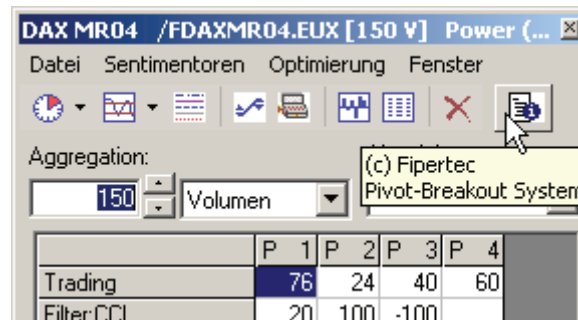 DAX MR04 /FDAXMR04.EUX [150 V] Power (...
Datei Sentimentoren Optimierung Fenster
Aggregation:
(c) Fipertec
Pivot-Breakout System
150 Volumen
P 1 P 2 P 3 P 4
Trading 76 24 40 60
Filter:CCI 20 100 -100